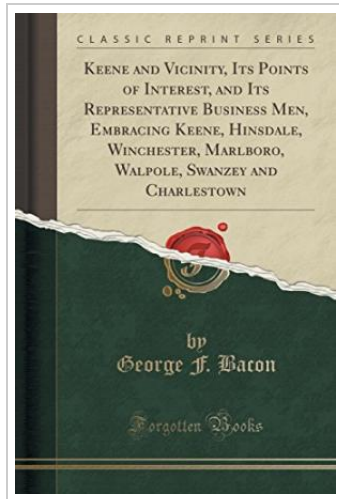 CLASSIC REPRINT SERIES
KEENE AND VICINITY, ITS POINTS
OF INTEREST, AND ITS
REPRESENTATIVE BUSINESS MEN,
EMBRACING KEENE, HINSDALE,
WINCHESTER, MARLBORO,
WALPOLE, SWANZEY AND
CHARLESTOWN
F
by
George F. Bacon
Forgotten Books